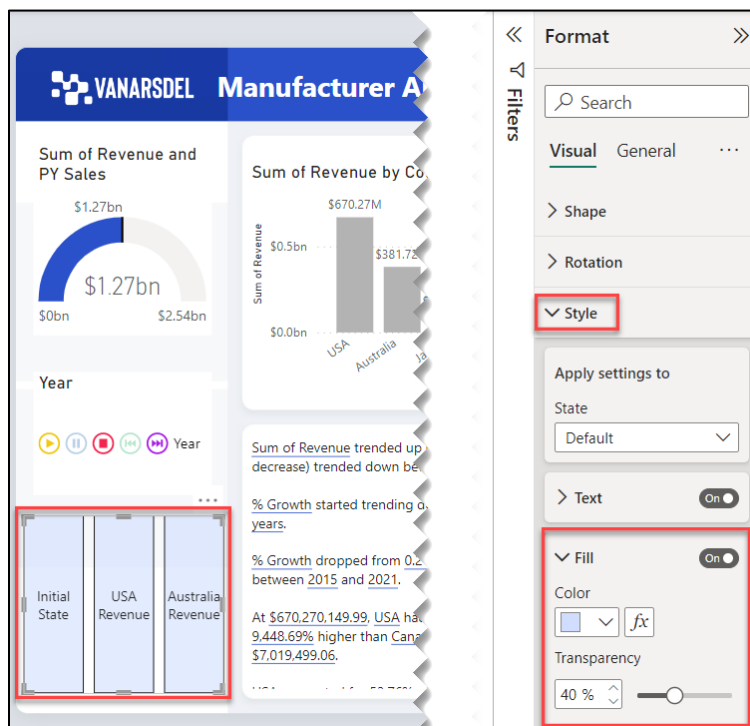 VANARSDEL
Manufacturer A
Sum of Revenue and
PY Sales
$1.27bn
$1.27bn
$0bn
$2.54bn
Year
Year
Initial
State
USA
Revenue
Australia
Revenue
Sum of Revenue by Co
$670.27M
$381.72
$0.5bn
$0.0bn
Sum of Revenue
USA
Australia
Ja
Sum of Revenue trended up
decrease) trended down be
% Growth started trending d
years.
% Growth dropped from 0.2
between 2015 and 2021.
At $670,270,149.99, USA ha
9,448.69% higher than Cana
$7,019,499.06.
Filters
Format
Search
Visual General
Shape
Rotation
Style
Apply settings to
State
Default
Text On
Fill On
Color
fx
Transparency
40 %